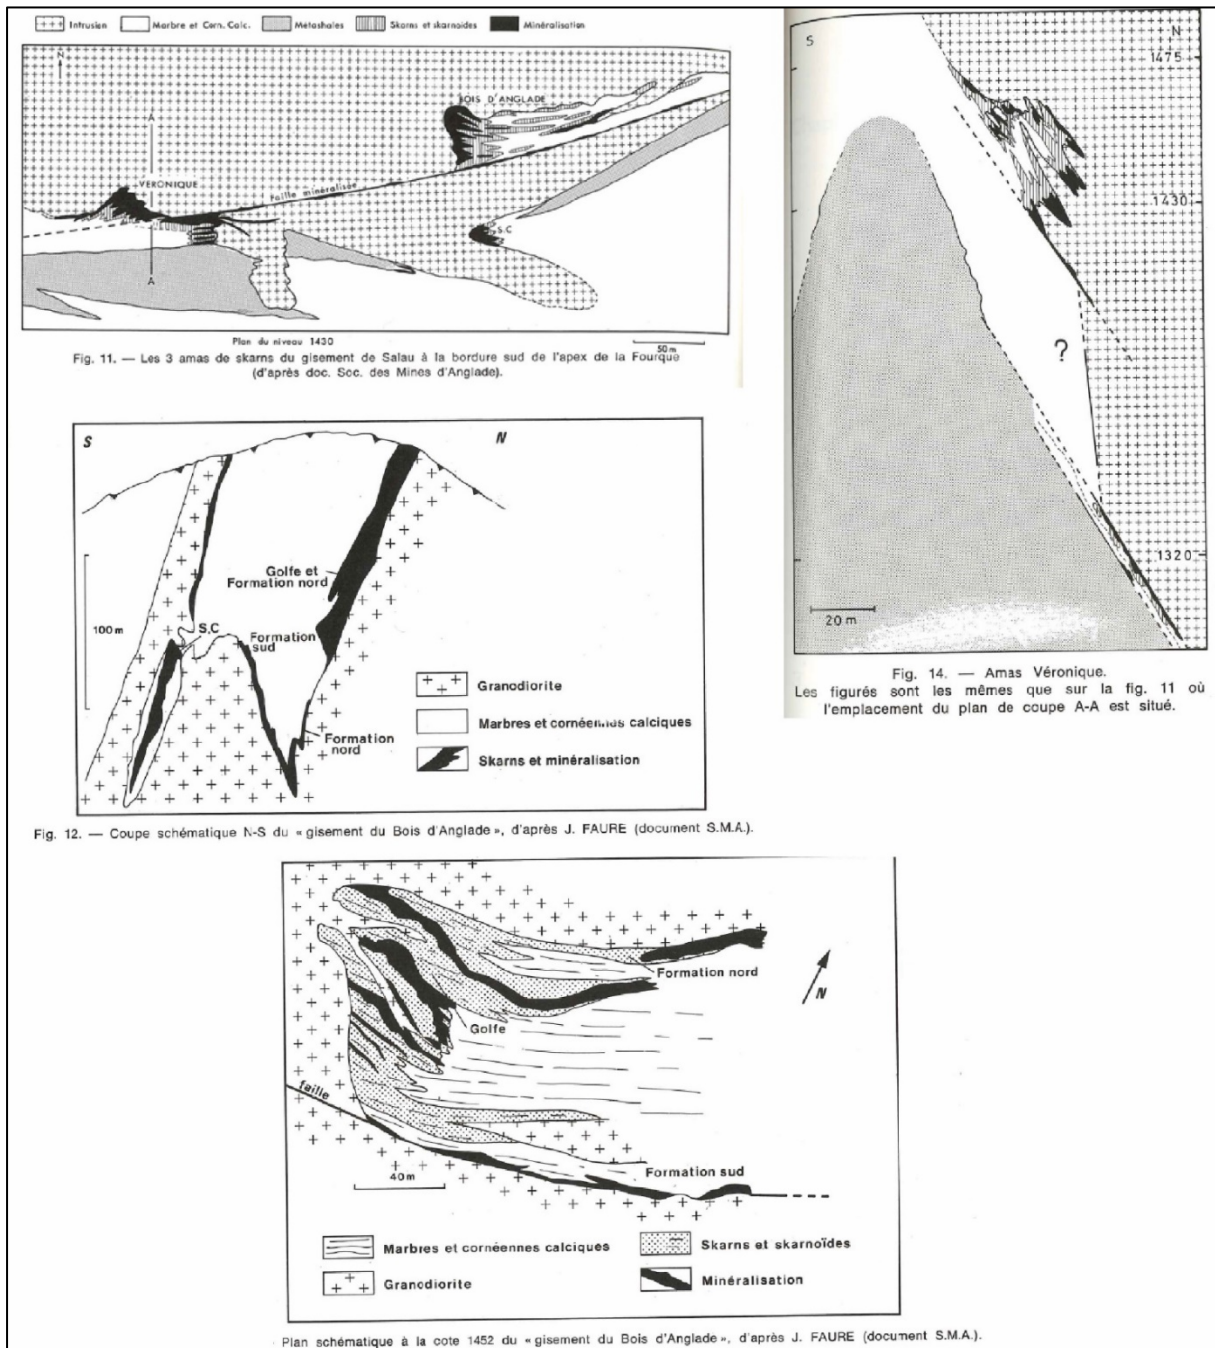 Intrusion Marbre et Corn. Calc. Métashales Skarns et skarnoïdes Minéralisation
N
BOIS D'ANGLADE
A
VÉRONIQUE
Faille minéralisée
S.C
A
Plan du niveau 1430
50m
Fig. 11. — Les 3 amas de skarns du gisement de Salau à la bordure sud de l'apex de la Fourque
(d'après doc. Soc. des Mines d'Anglade).
S
N
1475
1430
?
1320
20 m
Fig. 14. — Amas Véronique.
Les figurés sont les mêmes que sur la fig. 11 où
l'emplacement du plan de coupe A-A est situé.
S
N
Golfe et
Formation nord
100m
S,C
Formation
sud
Formation
nord
Granodiorite
Marbres et cornéennes calciques
Skarns et minéralisation
Fig. 12. — Coupe schématique N-S du « gisement du Bois d'Anglade », d'après J. FAURE (document S.M.A.).
Formation nord
N
Golfe
faille
40m
Formation sud
Marbres et cornéennes calciques
Skarns et skarnoïdes
Granodiorite
Minéralisation
Plan schématique à la cote 1452 du « gisement du Bois d'Anglade », d'après J. FAURE (document S.M.A.).